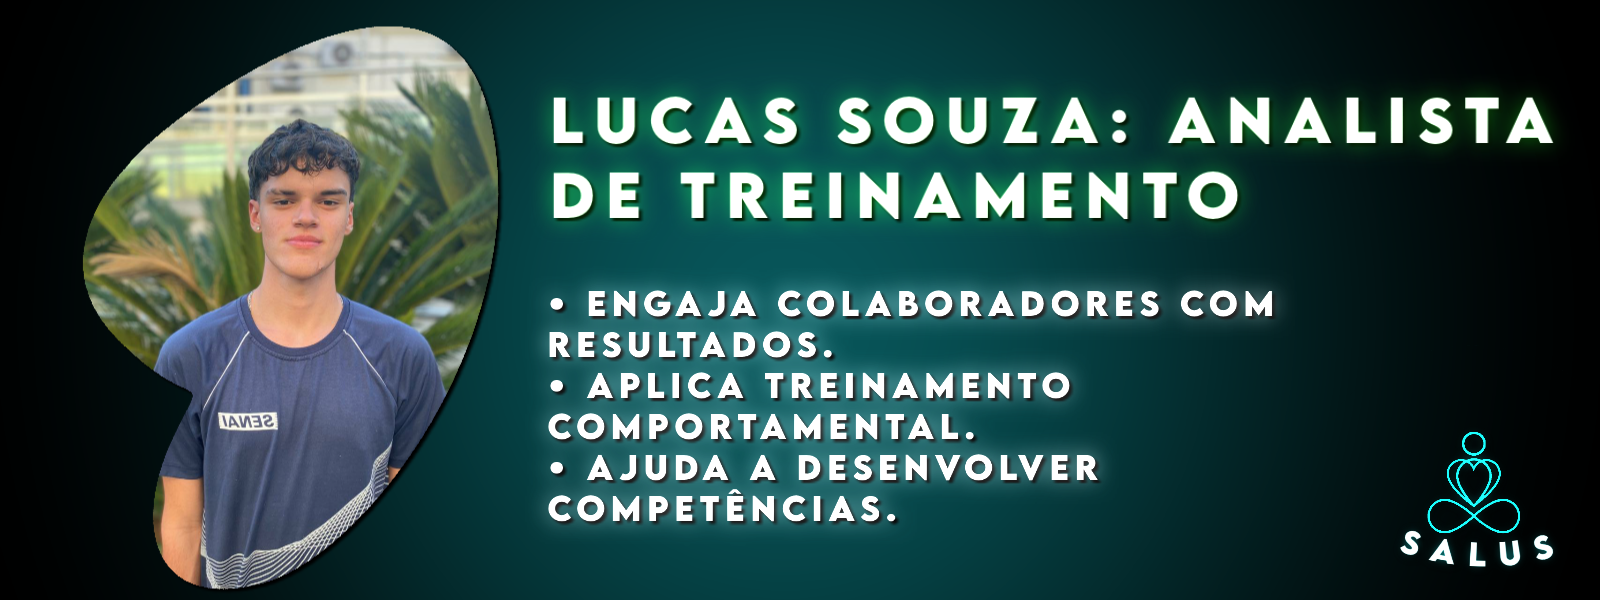 LUCAS SOUZA: ANALISTA
DE TREINAMENTO
• ENGAJA COLABORADORES COM
RESULTADOS.
• APLICA TREINAMENTO
COMPORTAMENTAL.
• AJUDA A DESENVOLVER
COMPETÊNCIAS.
SENAI
SALUS